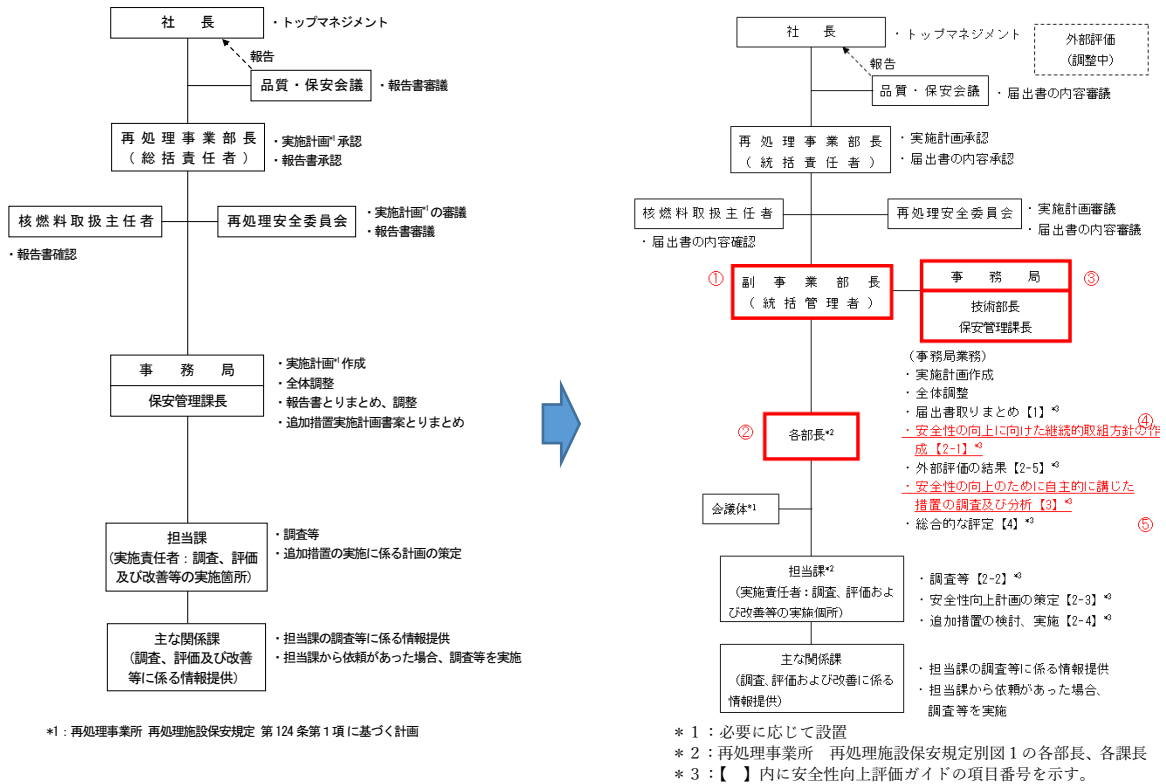 社　長
・トップマネジメント
報告
品質・保安会議
・報告書審議
再処理事業部長
（総括責任者）
・実施計画*1承認
・報告書承認
核燃料取扱主任者
・報告書確認
再処理安全委員会
・実施計画*1の審議
・報告書審議
事務局
保安管理課長
・実施計画*1作成
・全体調整
・報告書とりまとめ、調整
・追加措置実施計画書案とりまとめ
担当課
(実施責任者：調査、評価
及び改善等の実施箇所)
・調査等
・追加措置の実施に係る計画の策定
主な関係課
(調査、評価及び改善
等に係る情報提供)
・担当課の調査等に係る情報提供
・担当課から依頼があった場合、調査等を実施
*1：再処理事業所 再処理施設保安規定 第124条第1項に基づく計画
社　長
・トップマネジメント
外部評価
(調整中)
報告
品質・保安会議
・届出書の内容審議
再処理事業部長
（統括責任者）
・実施計画承認
・届出書の内容承認
核燃料取扱主任者
・届出書の内容確認
再処理安全委員会
・実施計画審議
・届出書の内容審議
①
副事業部長
（統括管理者）
事務局
③
技術部長
保安管理課長
(事務局業務)
・実施計画作成
・全体調整
・届出書取りまとめ【1】*3
④
・安全性の向上に向けた継続的取組方針の作
成【2-1】*3
・外部評価の結果【2-5】*3
・安全性の向上のために自主的に講じた
措置の調査及び分析【3】*3
・総合的な評定【4】*3
⑤
②
各部長*2
会議体*1
担当課*2
(実施責任者：調査、評価およ
び改善等の実施個所)
・調査等【2-2】*3
・安全性向上計画の策定【2-3】*3
・追加措置の検討、実施【2-4】*3
主な関係課
(調査、評価および改善に係る
情報提供)
・担当課の調査等に係る情報提供
・担当課から依頼があった場合、
調査等を実施
＊1：必要に応じて設置
＊2：再処理事業所　再処理施設保安規定別図1の各部長、各課長
＊3：【　】内に安全性向上評価ガイドの項目番号を示す。